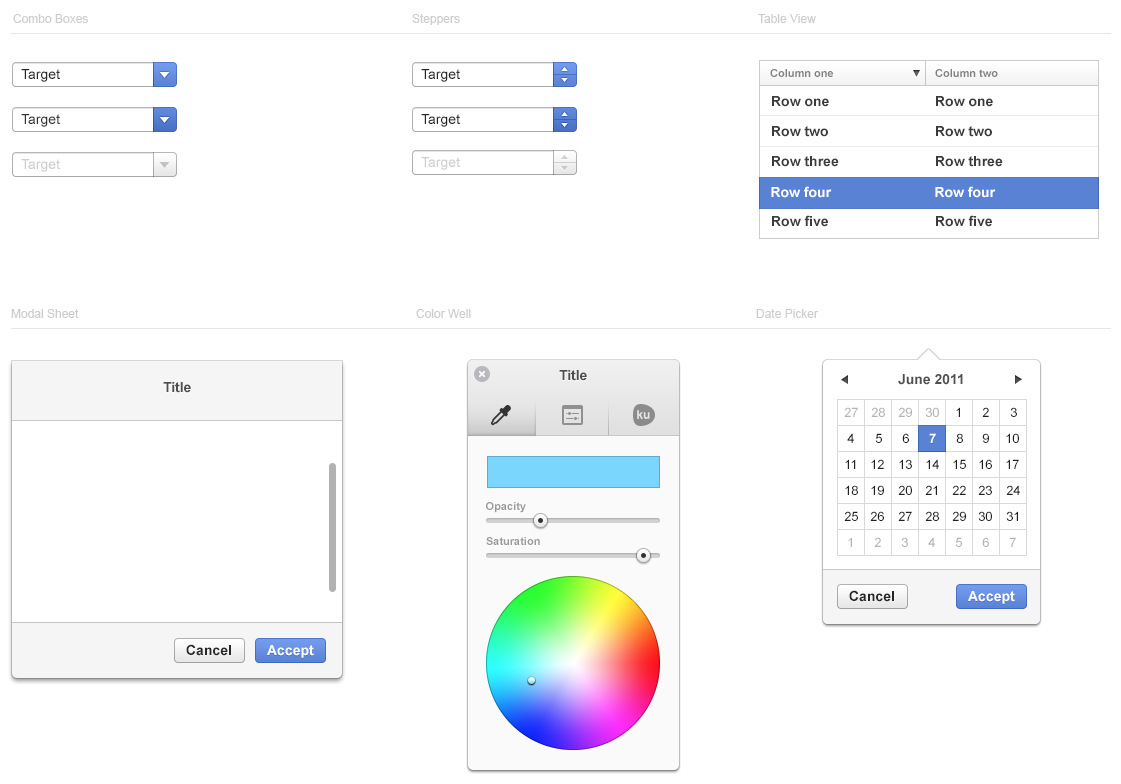 Combo Boxes
Steppers
Table View
Target
Target
Target
Target
Target
Target
Column one Column two
Row one Row one
Row two Row two
Row three Row three
Row four Row four
Row five Row five
Modal Sheet
Color Well
Date Picker
Title
Cancel Accept
Title
ku
Opacity
Saturation
June 2011
27 28 29 30 1 2 3
4 5 6 7 8 9 10
11 12 13 14 15 16 17
18 19 20 21 22 23 24
25 26 27 28 29 30 31
1 2 3 4 5 6 7
Cancel Accept